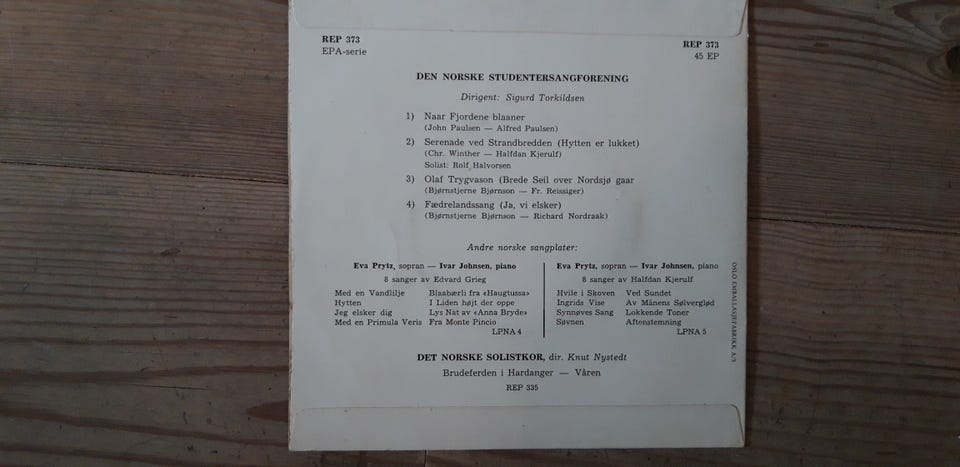 REP 373
EPA-serie
REP 373
45 EP
DEN NORSKE STUDENTERSANGFORENING
Dirigent: Sigurd Torkildsen
1) Naar Fjordene blaaner
(John Paulsen — Alfred Paulsen)
2) Serenade ved Strandbredden (Hytten er lukket)
(Chr. Winther — Halfdan Kjerulf)
Solist: Rolf Halvorsen
3) Olaf Trygvason (Brede Seil over Nordsjø gaar
(Bjørnstjerne Bjørnson — Fr. Reissiger)
4) Fædrelandssang (Ja, vi elsker)
(Bjørnstjerne Bjørnson — Richard Nordraak)
Andre norske sangplater:
Eva Prytz, sopran — Ivar Johnsen, piano
8 sanger av Edvard Grieg
Med en Vandlilje Blaabærli fra «Haugtussa»
Hytten I Liden højt der oppe
Jeg elsker dig Lys Nat av «Anna Bryde»
Med en Primula Veris Fra Monte Pincio
LPNA 4
Eva Prytz, sopran — Ivar Johnsen, piano
8 sanger av Halfdan Kjerulf
Hvile i Skoven Ved Sundet
Ingrids Vise Av Månens Sølverglød
Synnøves Sang Lokkende Toner
Søvnen Aftenstemning
LPNA 5
DET NORSKE SOLISTKOR, dir. Knut Nystedt
Brudeferden i Hardanger — Våren
REP 335
OSLO EMBALLASJEFABRIKK A/S